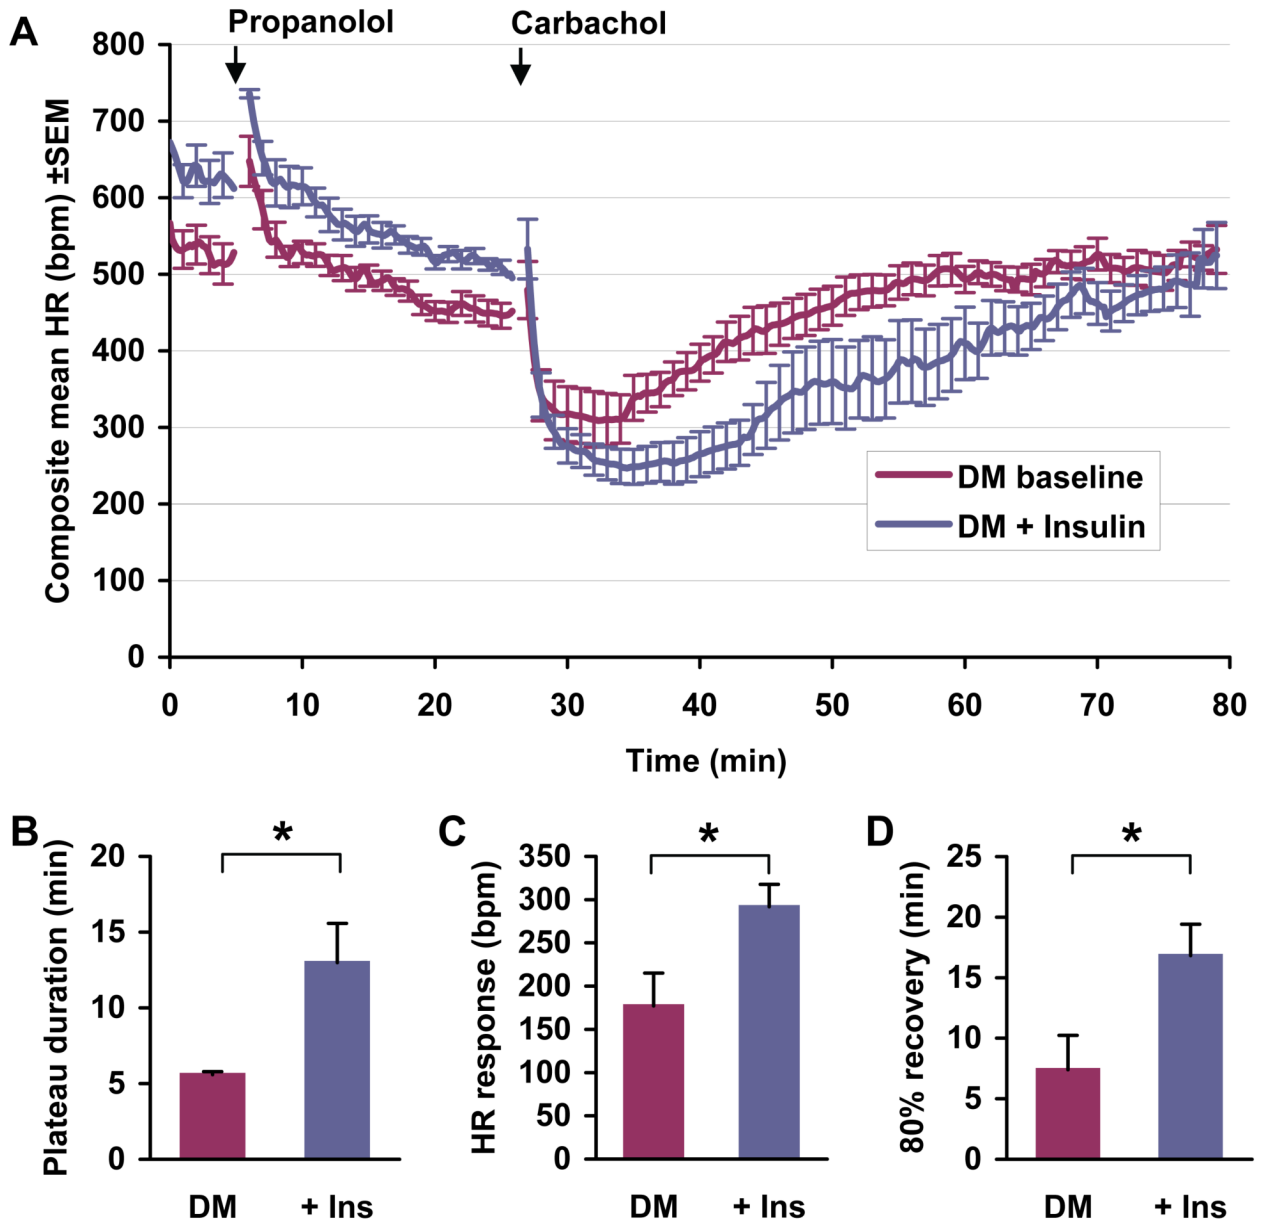 A
Propanolol
Carbachol
Composite mean HR (bpm) ±SEM
800
700
600
500
400
300
200
100
0
0 10 20 30 40 50 60 70 80
Time (min)
DM baseline
DM + Insulin
B
*
Plateau duration (min)
20
15
10
5
0
DM + Ins
C
*
HR response (bpm)
350
300
250
200
150
100
50
0
DM + Ins
D
*
80% recovery (min)
25
20
15
10
5
0
DM + Ins